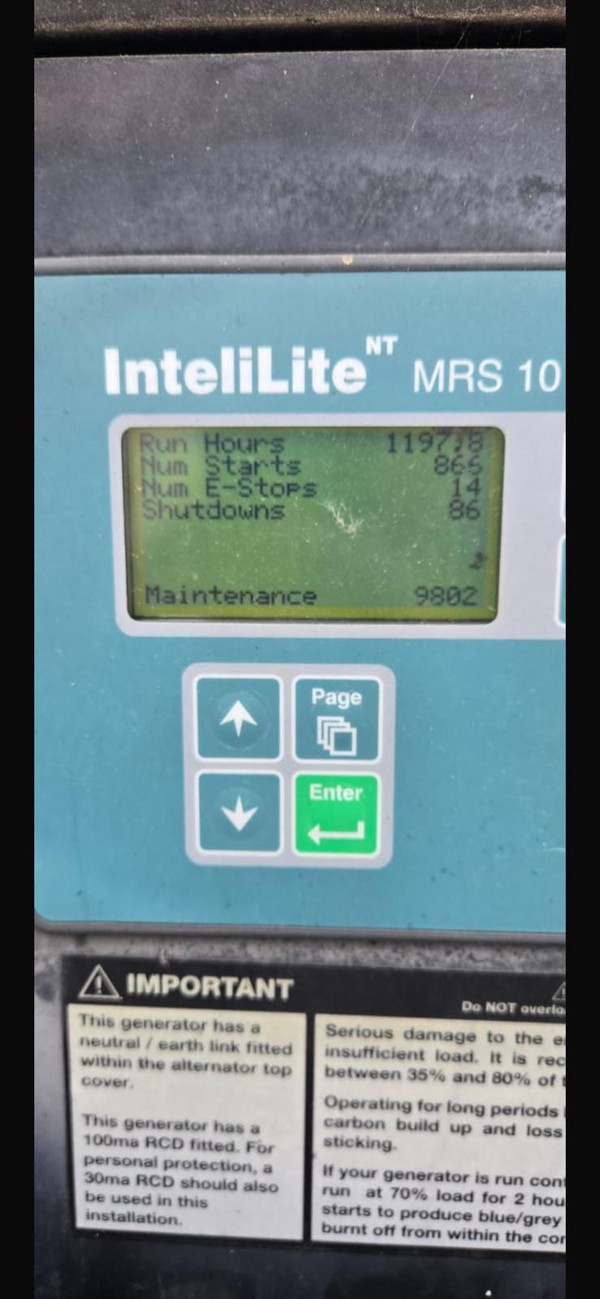 InteliLite NT MRS 10
Run Hours 11978
Num Starts 866
Num E-Stops 14
Shutdowns 86
Maintenance 9802
Page
Enter
IMPORTANT
This generator has a
neutral / earth link fitted
within the alternator top
cover.
This generator has a
100ma RCD fitted. For
personal protection, a
30ma RCD should also
be used in this
installation.
Do NOT overlo
Serious damage to the e
insufficient load. It is rec
between 35% and 80% of
Operating for long periods
carbon build up and loss
sticking.
If your generator is run con
run at 70% load for 2 hou
starts to produce blue/grey
burnt off from within the